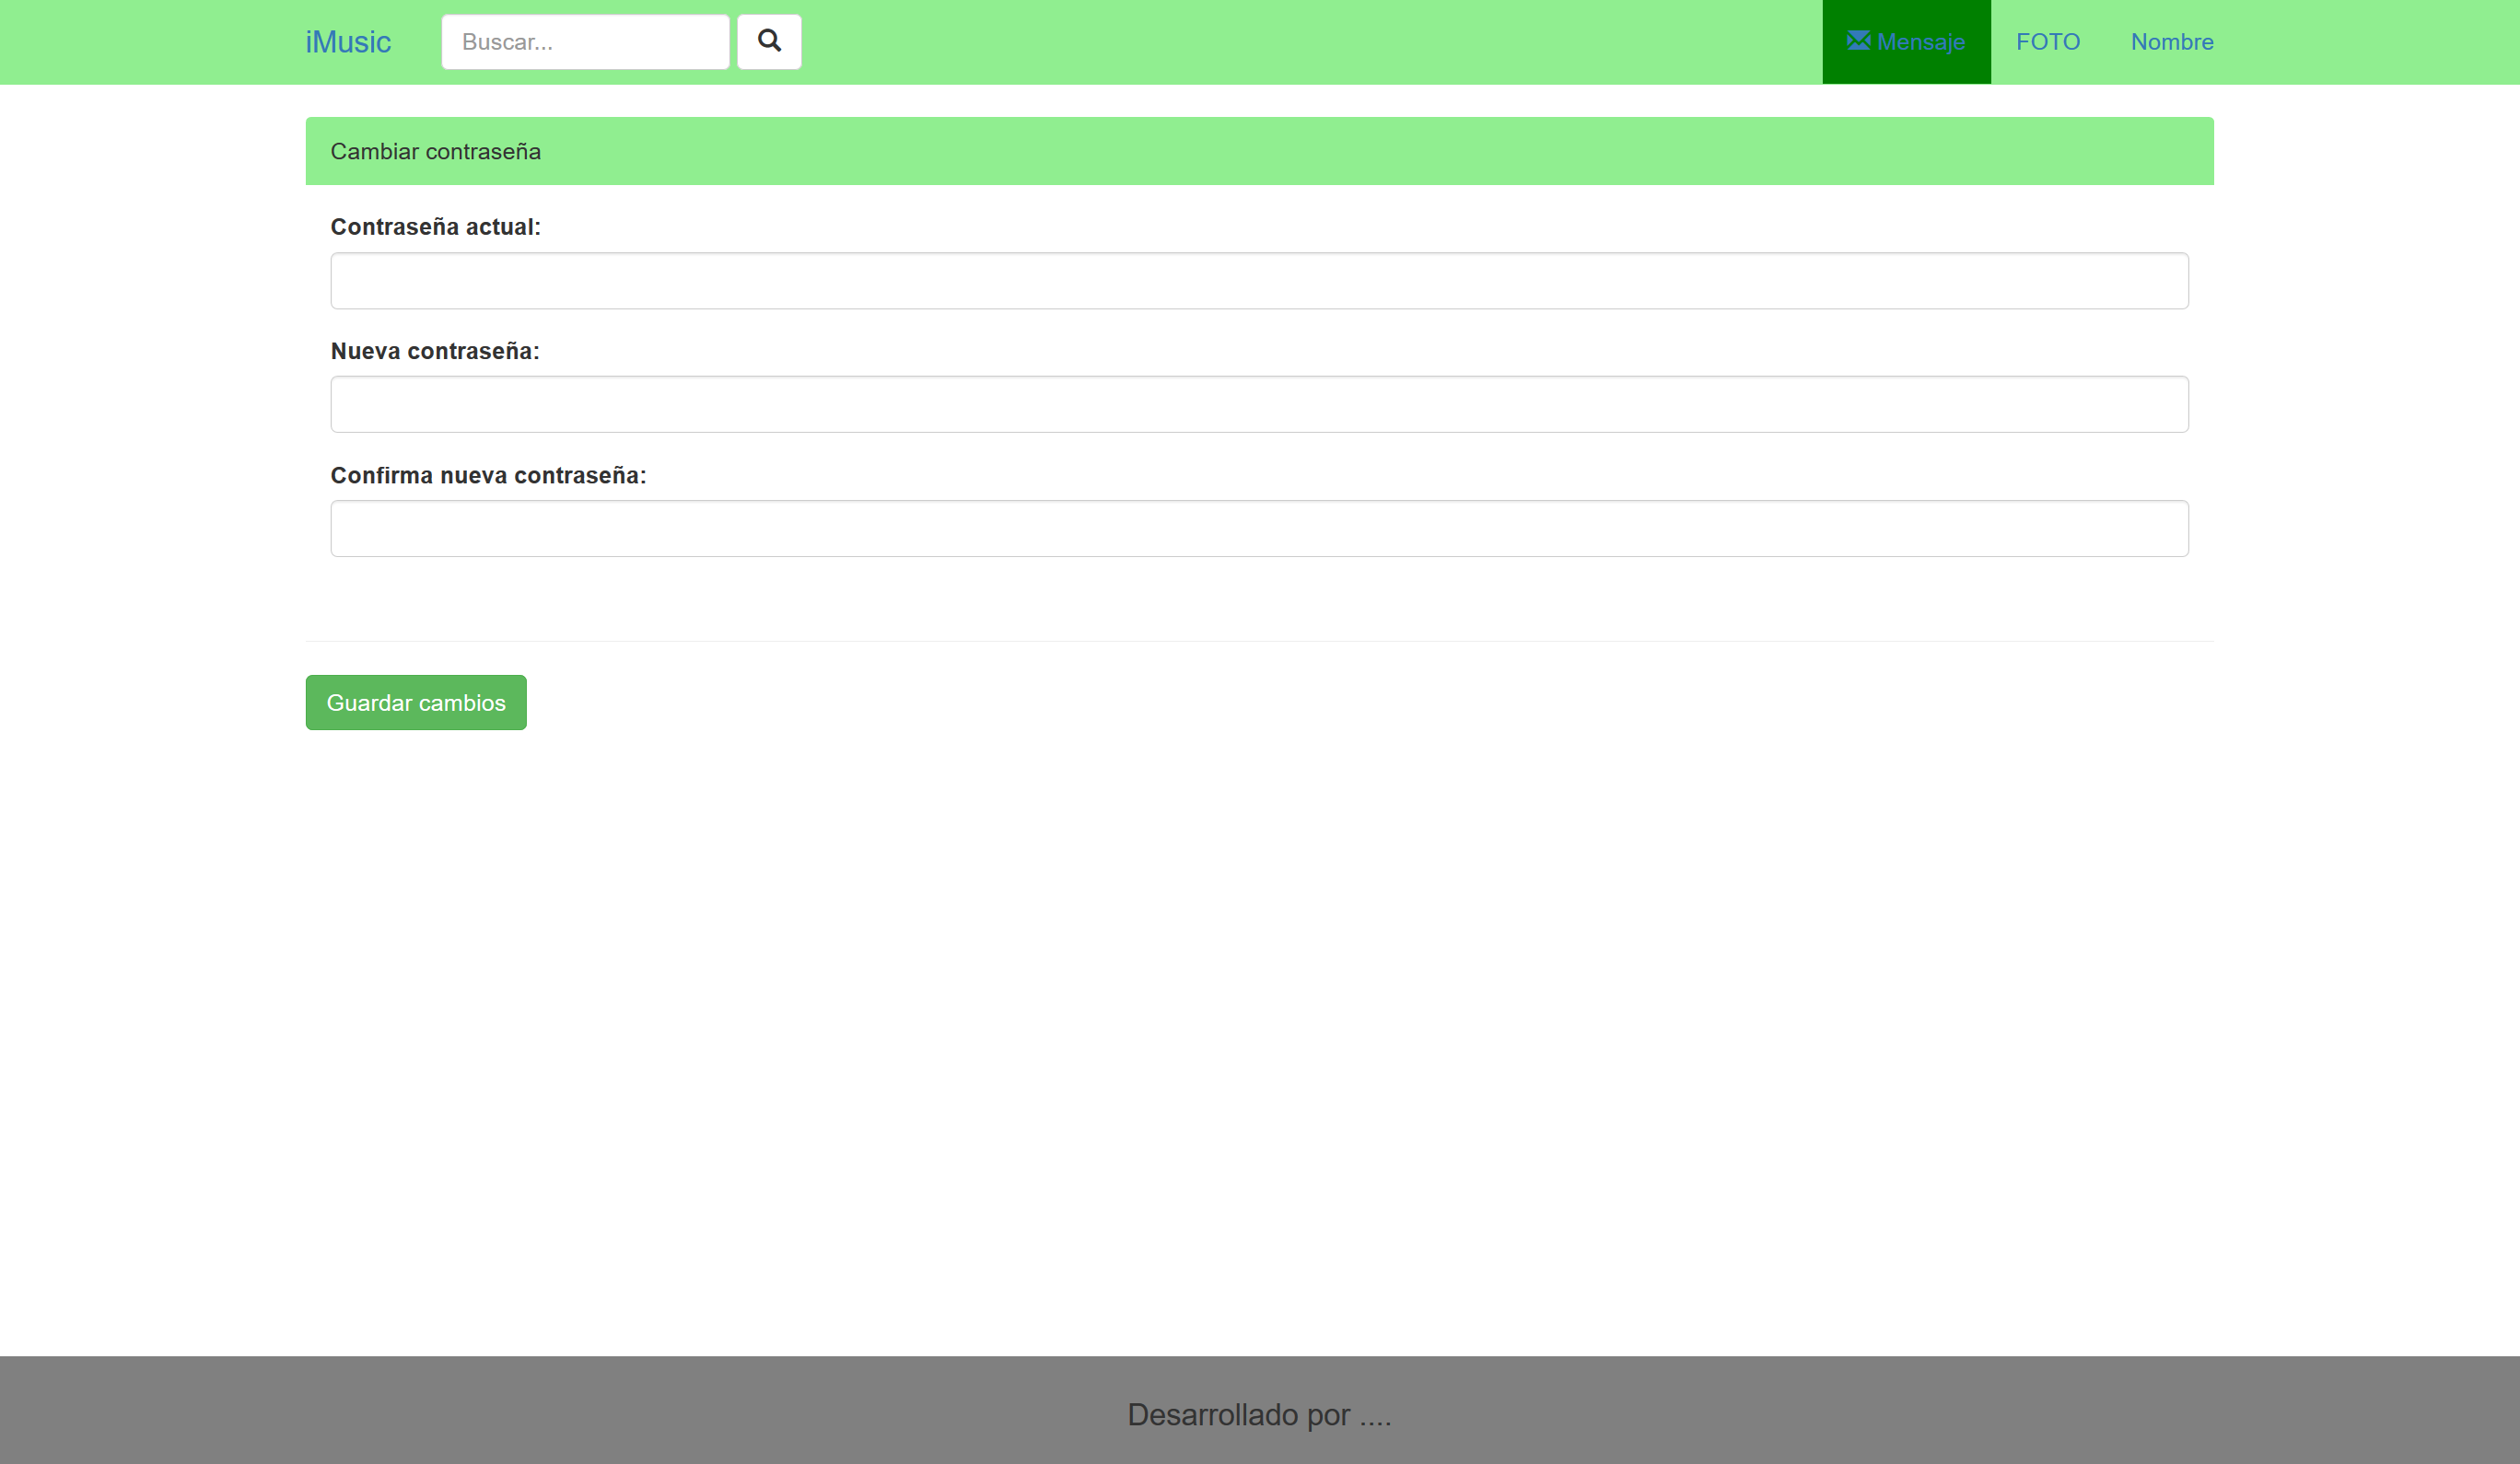 iMusic Buscar... Mensaje FOTO Nombre
Cambiar contraseña
Contraseña actual:
Nueva contraseña:
Confirma nueva contraseña:
Guardar cambios
Desarrollado por ....